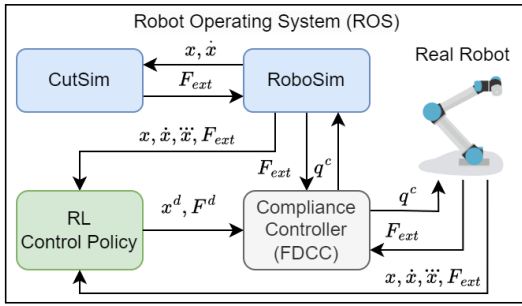 Robot Operating System (ROS)
CutSim
x, ẋ
F_ext
RoboSim
Real Robot
x, ẋ, x⃛, F_ext
F_ext
q^c
RL
Control Policy
x^d, F^d
Compliance
Controller
(FDCC)
q^c
F_ext
x, ẋ, x⃛, F_ext